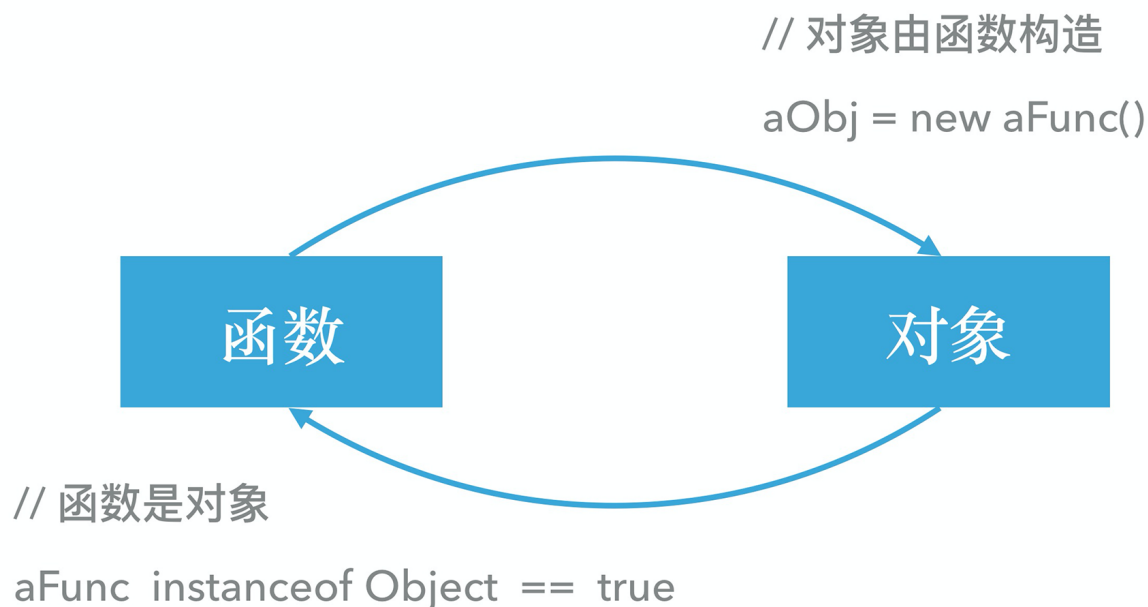 // 对象由函数构造
aObj = new aFunc()
函数
对象
// 函数是对象
aFunc instanceof Object == true